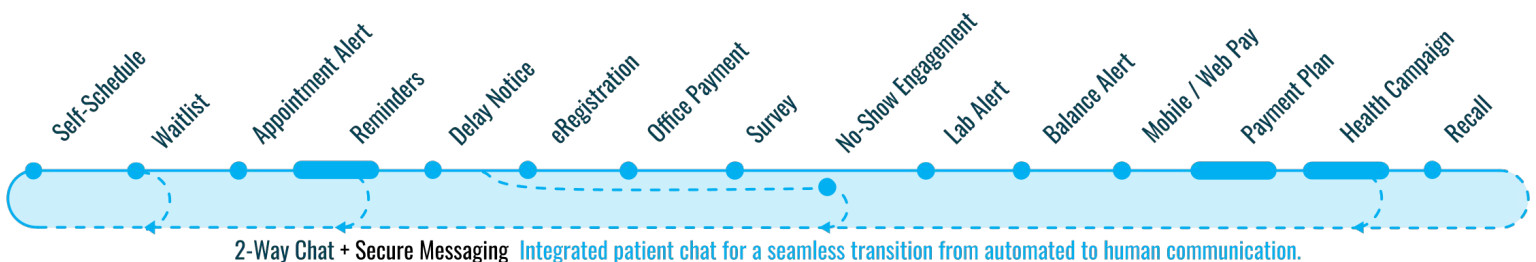 Self-Schedule
Waitlist
Appointment Alert
Reminders
Delay Notice
eRegistration
Office Payment
Survey
No-Show Engagement
Lab Alert
Balance Alert
Mobile / Web Pay
Payment Plan
Health Campaign
Recall
2-Way Chat + Secure Messaging Integrated patient chat for a seamless transition from automated to human communication.